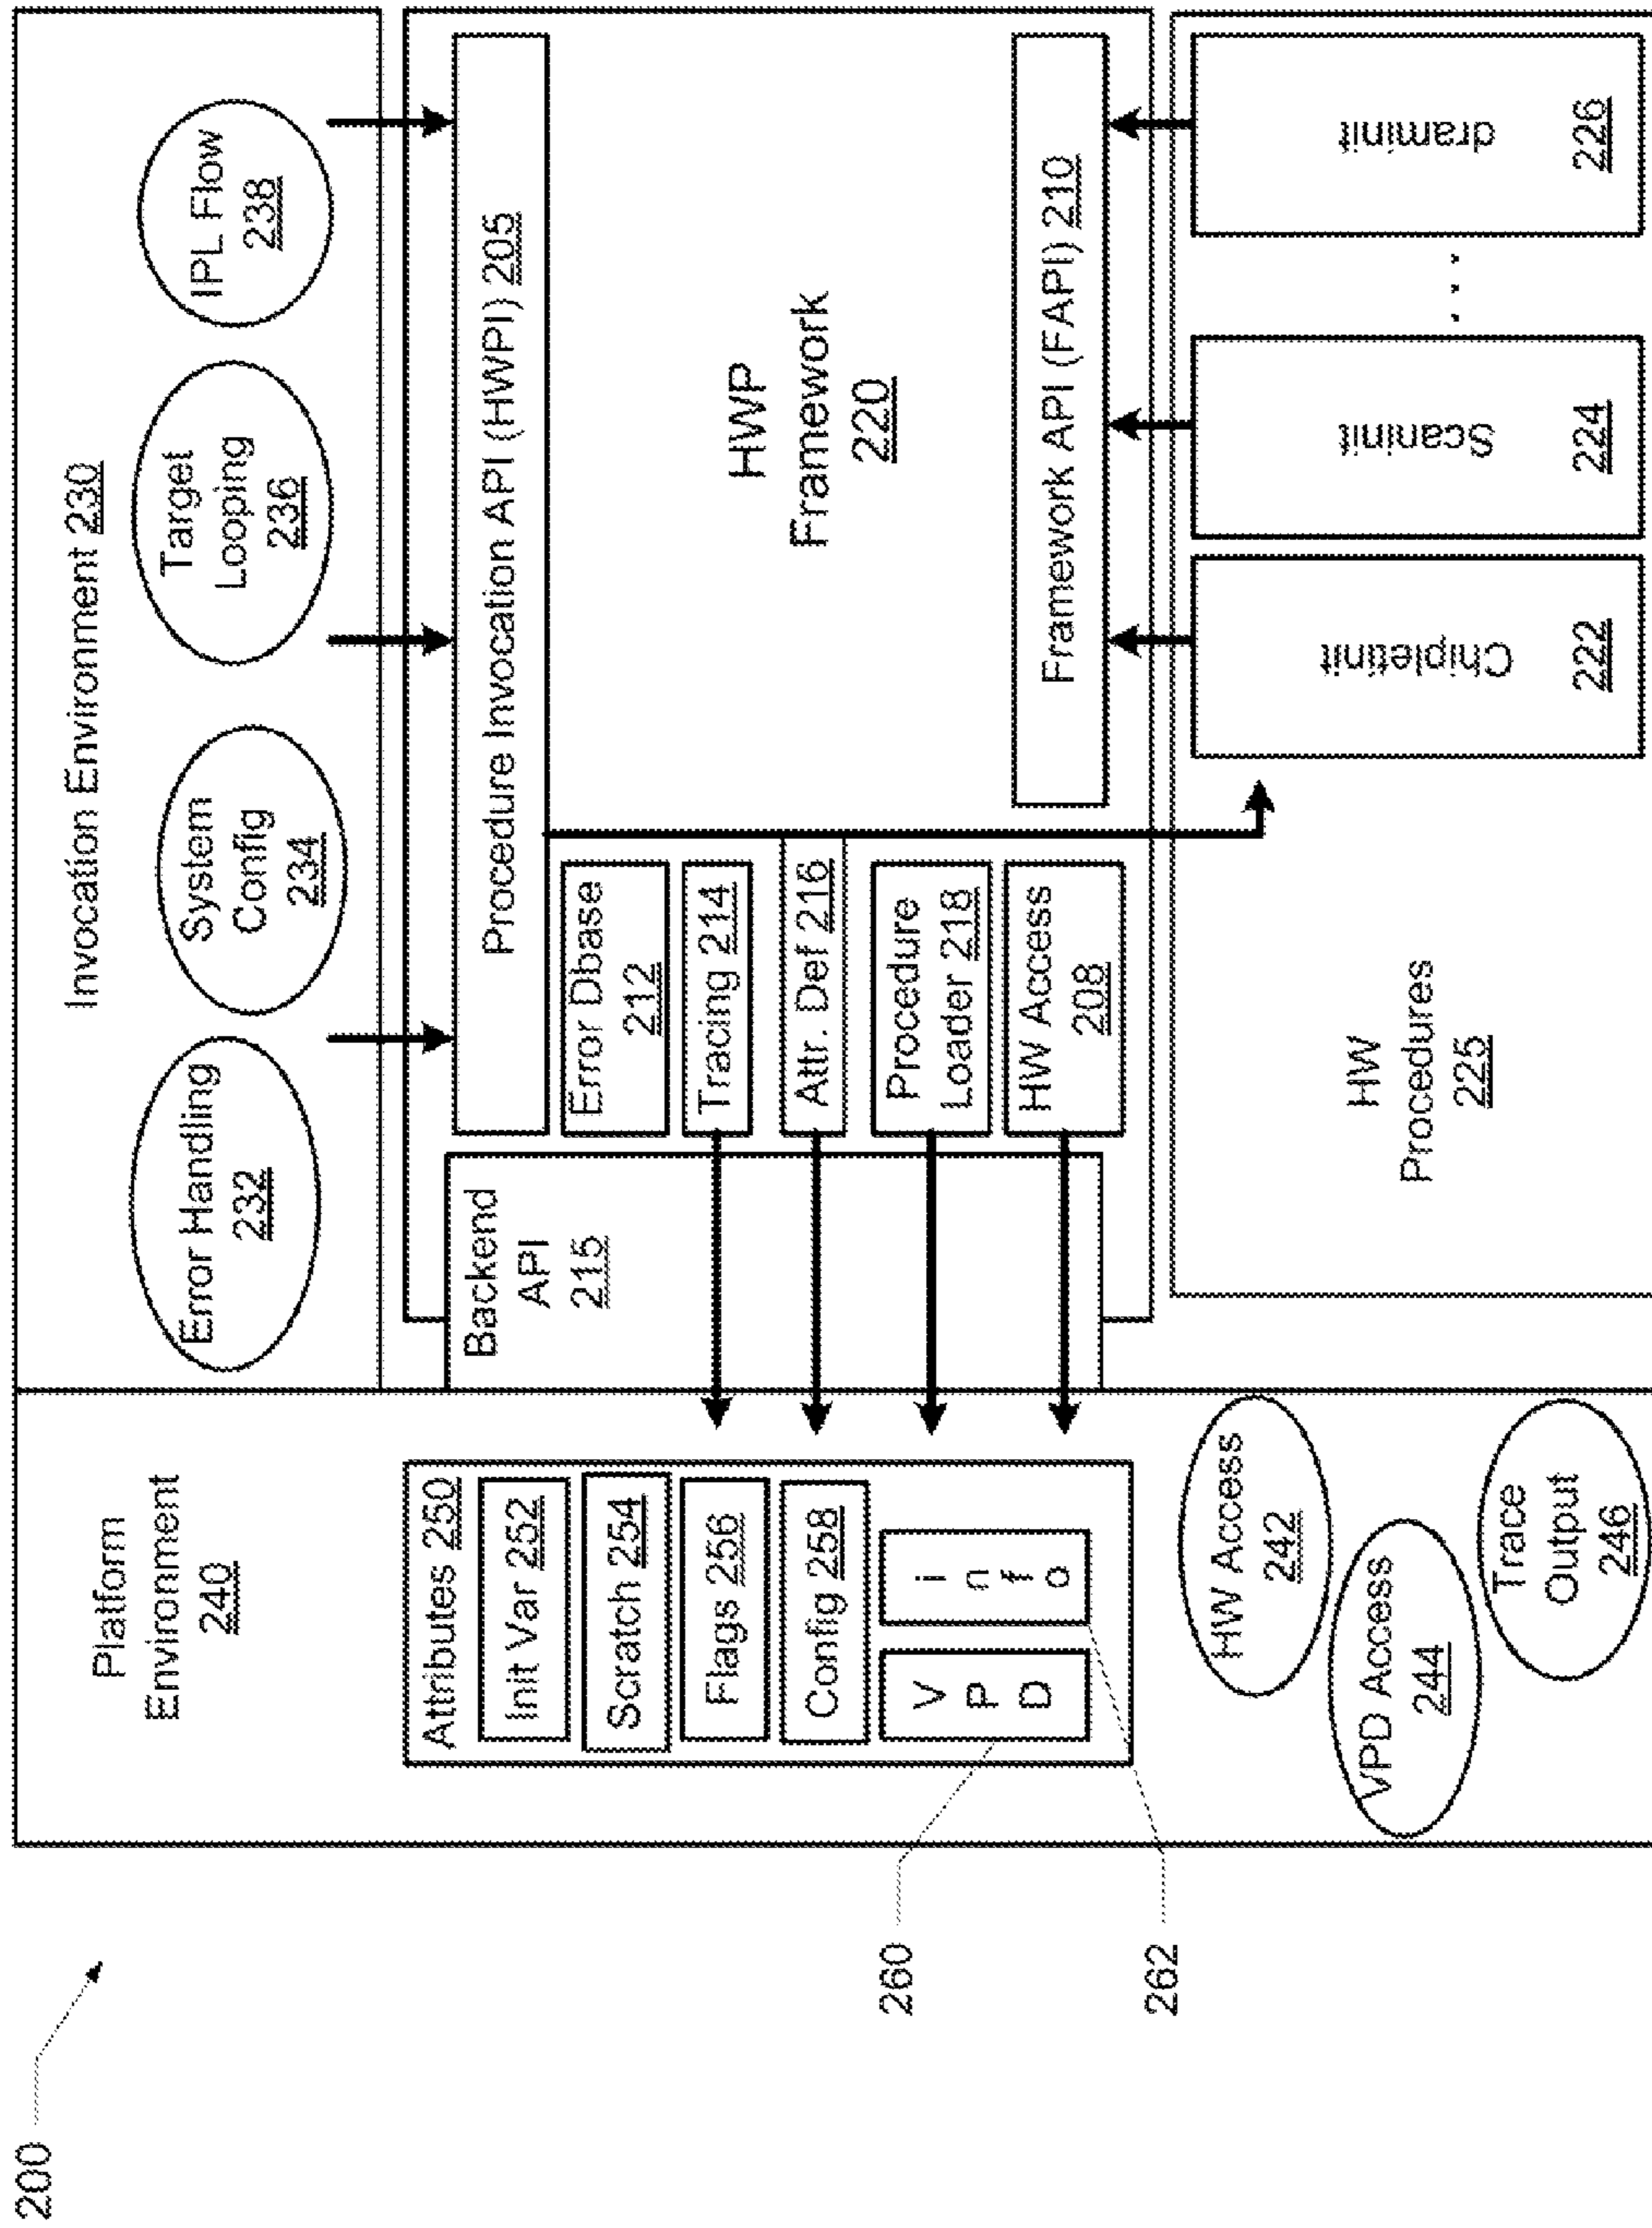 200
Platform
Environment
240
Attributes 250
Init Var 252
Scratch 254
Flags 256
Config 258
V
P
D
i
n
f
o
260
262
HW Access
242
VPD Access
244
Trace
Output
246
Invocation Environment 230
Error Handling
232
System
Config
234
Target
Looping
236
IPL Flow
238
Backend
API
215
Procedure Invocation API (HWPI) 205
Error Dbase
212
Tracing 214
Attr. Def 216
Procedure
Loader 218
HW Access
208
HWP
Framework
220
Framework API (FAPI) 210
HW
Procedures
225
Chipletinit
222
Scaninit
224
. . .
draminit
226